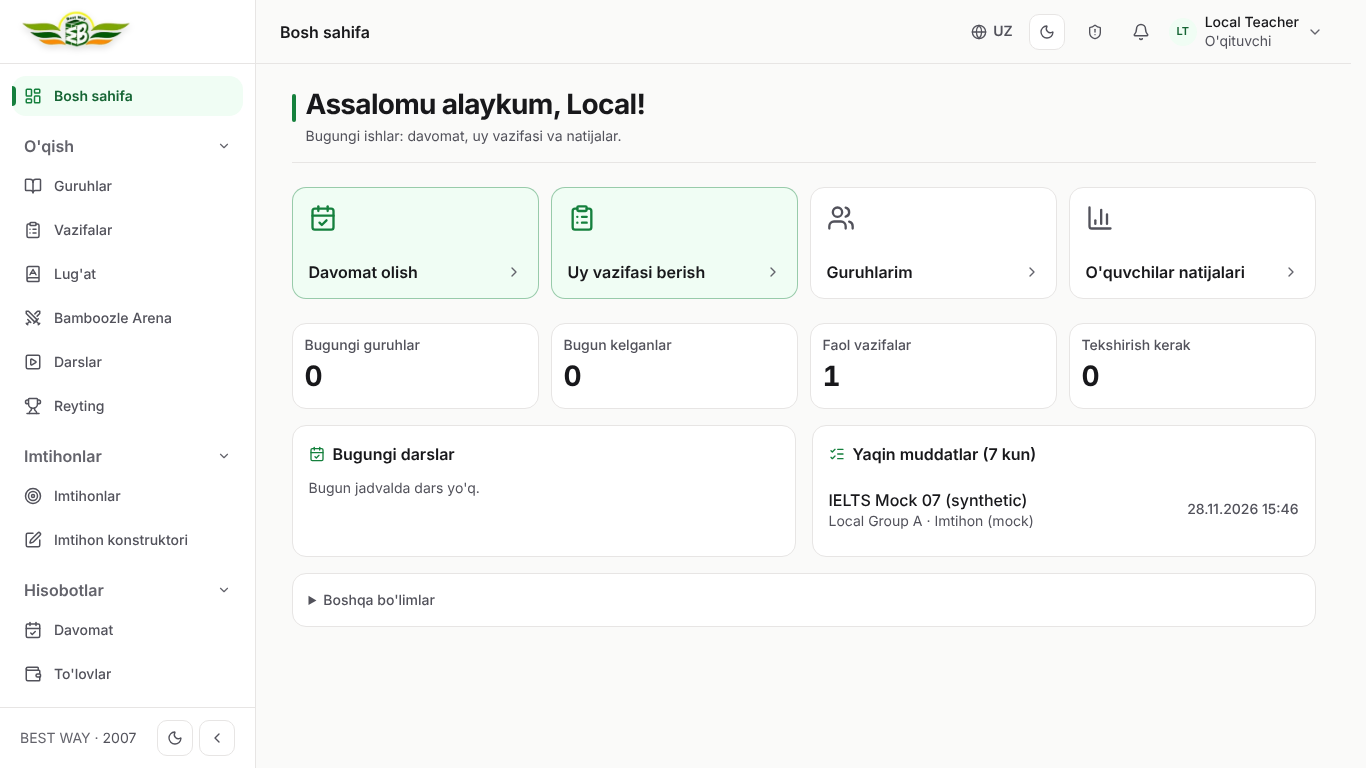 Bosh sahifa
UZ
LT
Local Teacher
O'qituvchi
Bosh sahifa
O'qish
Guruhlar
Vazifalar
Lug'at
Bamboozle Arena
Darslar
Reyting
Imtihonlar
Imtihonlar
Imtihon konstruktori
Hisobotlar
Davomat
To'lovlar
BEST WAY · 2007
Assalomu alaykum, Local!
Bugungi ishlar: davomat, uy vazifasi va natijalar.
Davomat olish
Uy vazifasi berish
Guruhlarim
O'quvchilar natijalari
Bugungi guruhlar
0
Bugun kelganlar
0
Faol vazifalar
1
Tekshirish kerak
0
Bugungi darslar
Bugun jadvalda dars yo'q.
Yaqin muddatlar (7 kun)
IELTS Mock 07 (synthetic)
Local Group A · Imtihon (mock)
28.11.2026 15:46
Boshqa bo'limlar